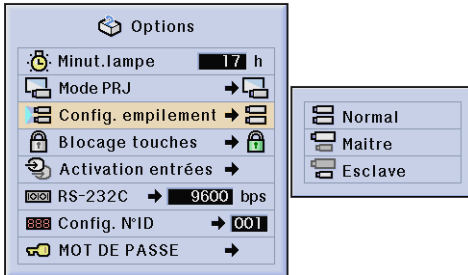 Options
Minut.lampe 17 h
Mode PRJ
Config. empilement
Blocage touches
Activation entrées
RS-232C 9600 bps
888 Config. N°ID 001
MOT DE PASSE
Normal
Maitre
Esclave